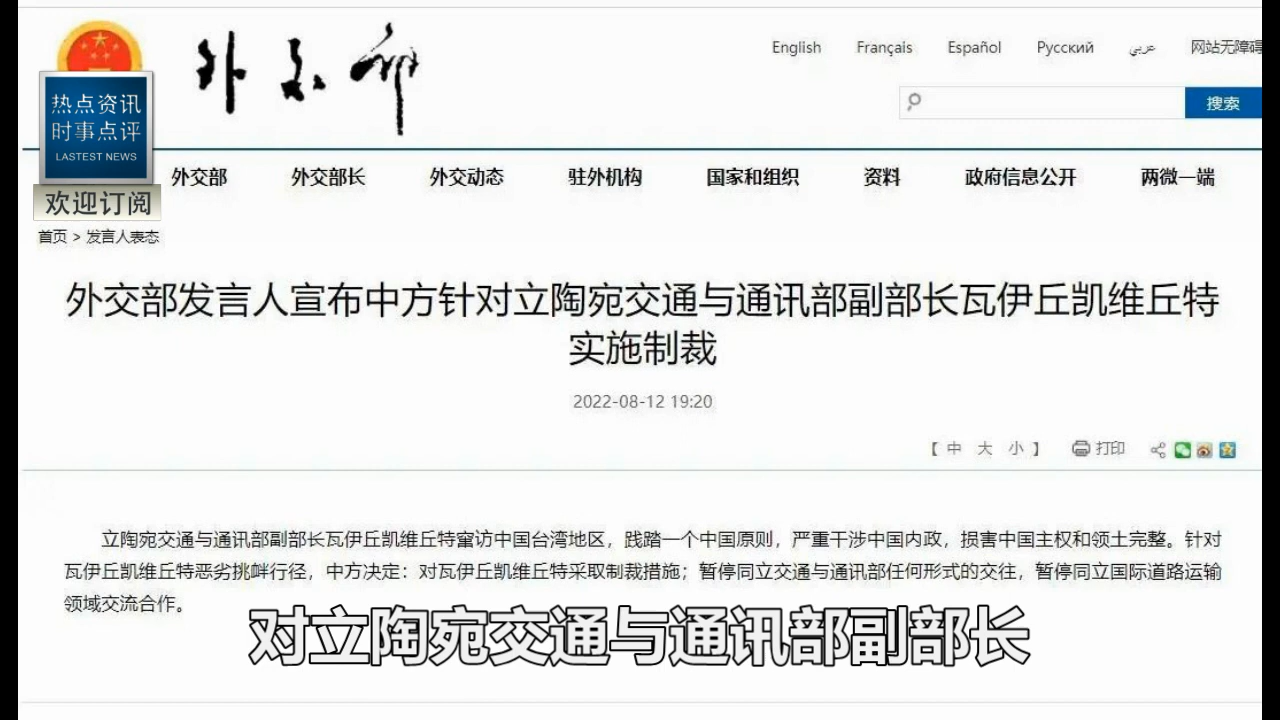 外交部
English Français Español Русский عربي 网站无障碍
搜索
热点资讯
时事点评
LASTEST NEWS
欢迎订阅
外交部 外交部长 外交动态 驻外机构 国家和组织 资料 政府信息公开 两微一端
首页 > 发言人表态
外交部发言人宣布中方针对立陶宛交通与通讯部副部长瓦伊丘凯维丘特
实施制裁
2022-08-12 19:20
【 中 大 小 】 打印
立陶宛交通与通讯部副部长瓦伊丘凯维丘特窜访中国台湾地区，践踏一个中国原则，严重干涉中国内政，损害中国主权和领土完整。针对
瓦伊丘凯维丘特恶劣挑衅行径，中方决定：对瓦伊丘凯维丘特采取制裁措施；暂停同立交通与通讯部任何形式的交往，暂停同立国际道路运输
领域交流合作。
对立陶宛交通与通讯部副部长